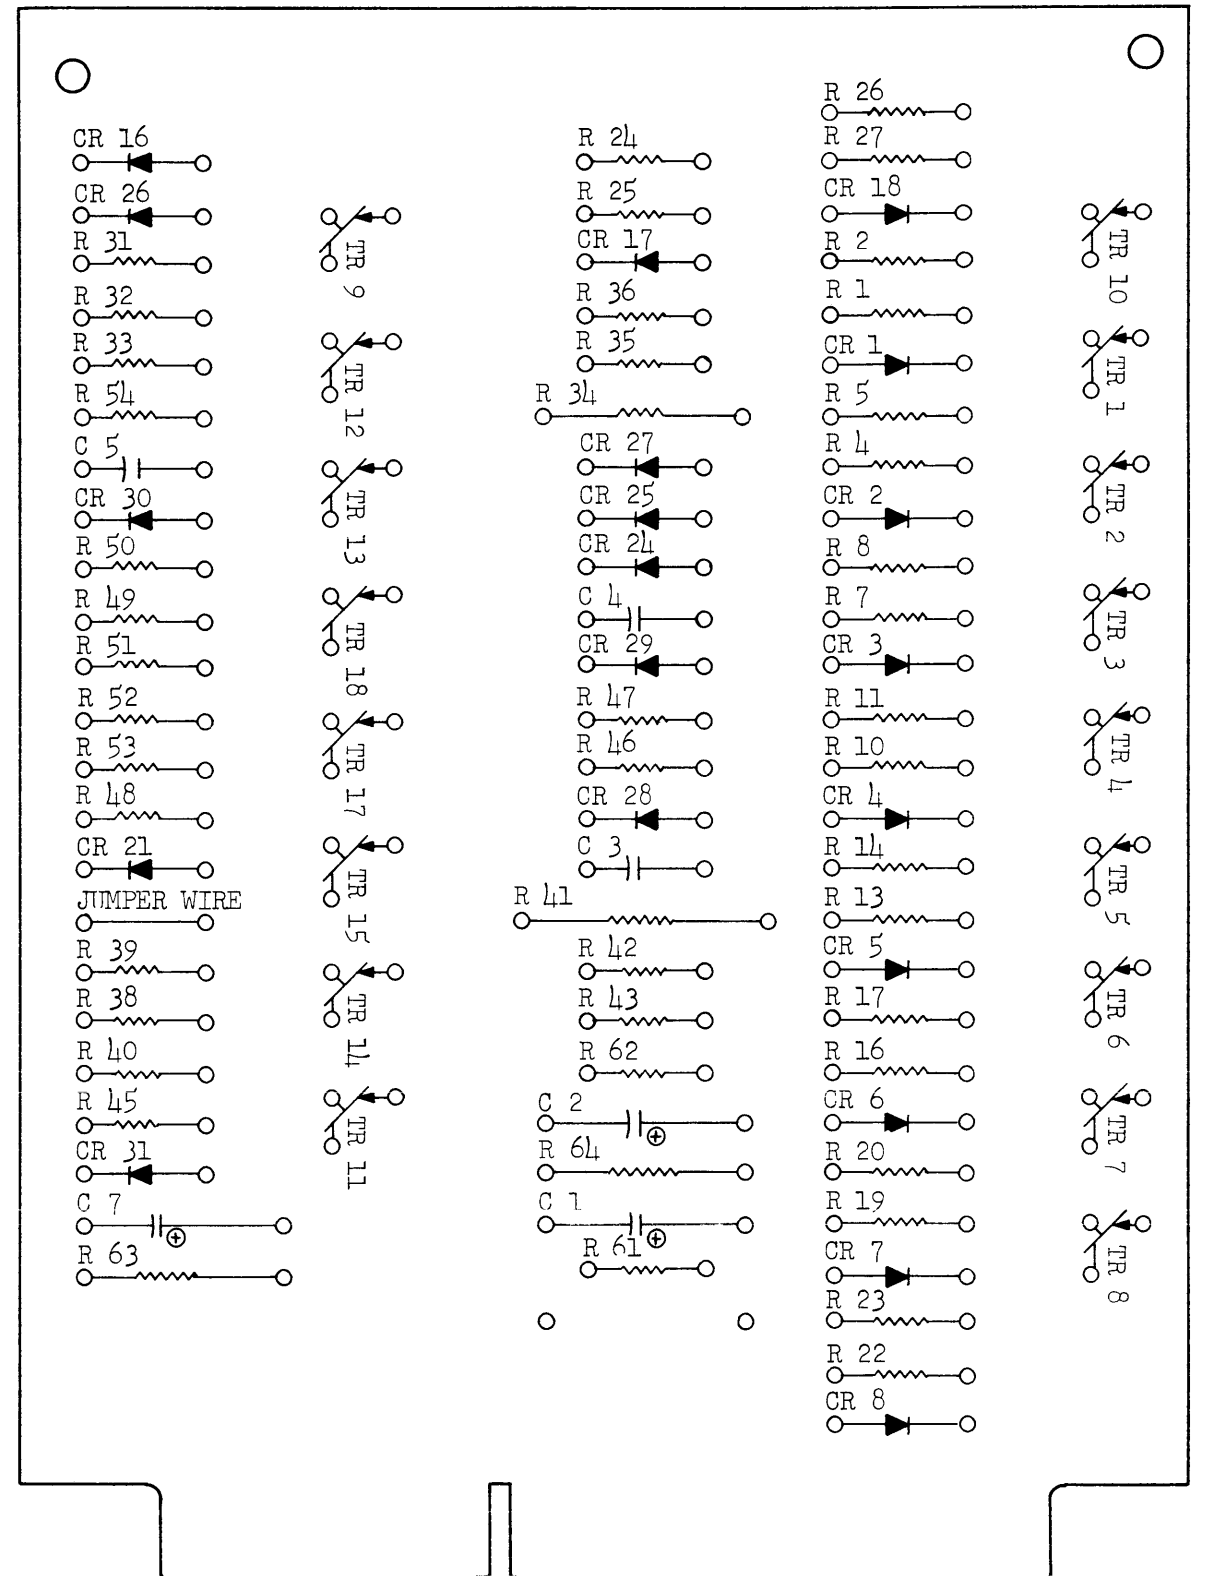 CR 16
CR 26
R 31
R 32
R 33
R 54
C 5
CR 30
R 50
R 49
R 51
R 52
R 53
R 48
CR 21
JUMPER WIRE
R 39
R 38
R 40
R 45
CR 31
C 7
R 63
TR 9
TR 12
TR 13
TR 18
TR 17
TR 15
TR 14
TR 11
R 24
R 25
CR 17
R 36
R 35
R 34
CR 27
CR 25
CR 24
C 4
CR 29
R 47
R 46
CR 28
C 3
R 41
R 42
R 43
R 62
C 2
R 64
C 1
R 61
R 26
R 27
CR 18
R 2
R 1
CR 1
R 5
R 4
CR 2
R 8
R 7
CR 3
R 11
R 10
CR 4
R 14
R 13
CR 5
R 17
R 16
CR 6
R 20
R 19
CR 7
R 23
R 22
CR 8
TR 10
TR 1
TR 2
TR 3
TR 4
TR 5
TR 6
TR 7
TR 8